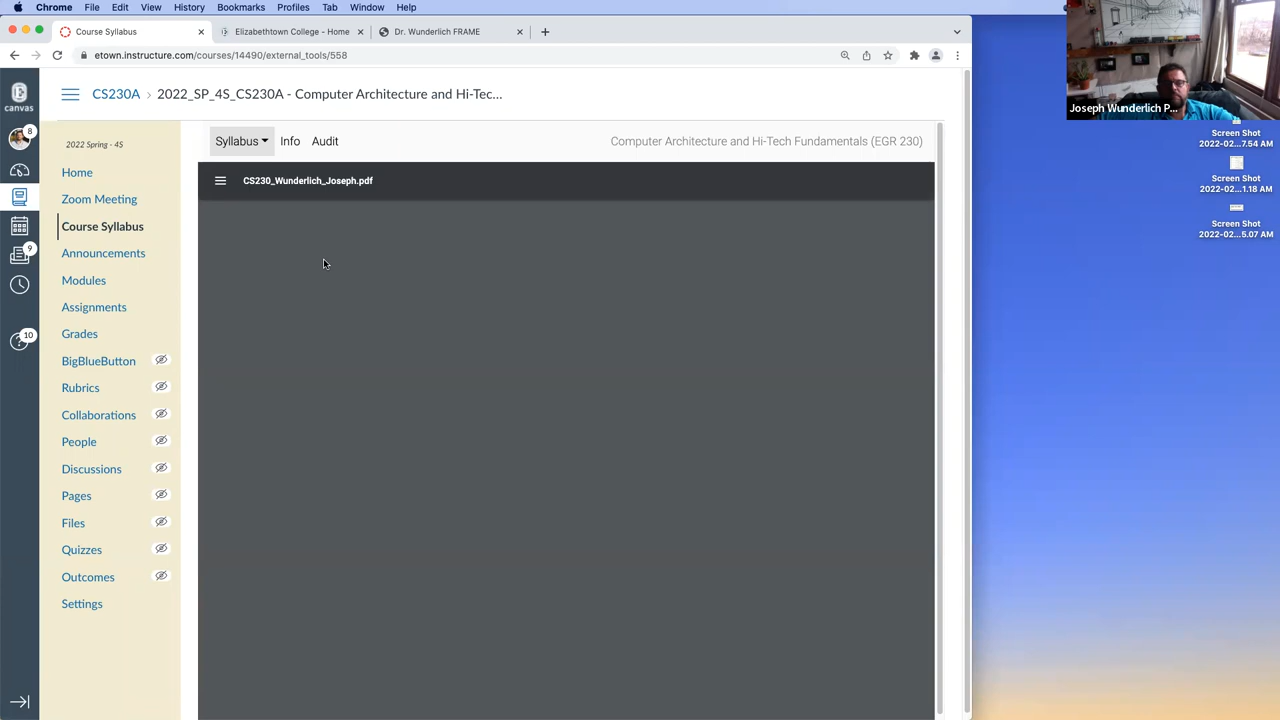 Chrome File Edit View History Bookmarks Profiles Tab Window Help
Course Syllabus
Elizabethtown College - Home
Dr. Wunderlich FRAME
etown.instructure.com/courses/14490/external_tools/558
Joseph Wunderlich P...
canvas
CS230A › 2022_SP_4S_CS230A - Computer Architecture and Hi-Tec...
8
9
10
2022 Spring - 4S
Home
Zoom Meeting
Course Syllabus
Announcements
Modules
Assignments
Grades
BigBlueButton
Rubrics
Collaborations
People
Discussions
Pages
Files
Quizzes
Outcomes
Settings
Syllabus Info Audit
Computer Architecture and Hi-Tech Fundamentals (EGR 230)
CS230_Wunderlich_Joseph.pdf
Screen Shot
2022-02...7.54 AM
Screen Shot
2022-02...1.18 AM
Screen Shot
2022-02...5.07 AM